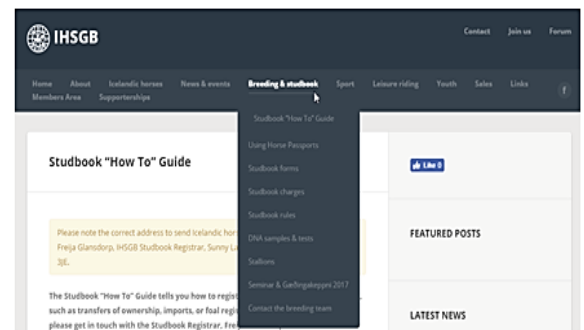 IHSGB
Contact Join us Forum
Home About Icelandic horses News & events Breeding & studbook Sport Leisure riding Youth Sales Links
Members Area Supporterships
f
Studbook "How To" Guide
Using Horse Passports
Studbook forms
Studbook charges
Studbook rules
DNA samples & tests
Stallions
Seminar & Gæðingakeppni 2017
Contact the breeding team
Studbook "How To" Guide
Please note the correct address to send Icelandic hor
Freija Glansdorp, IHSGB Studbook Registrar, Sunny La
3JE.
The Studbook "How To" Guide tells you how to regist
such as transfers of ownership, imports, or foal regis
please get in touch with the Studbook Registrar, Frei
Like 0
FEATURED POSTS
LATEST NEWS